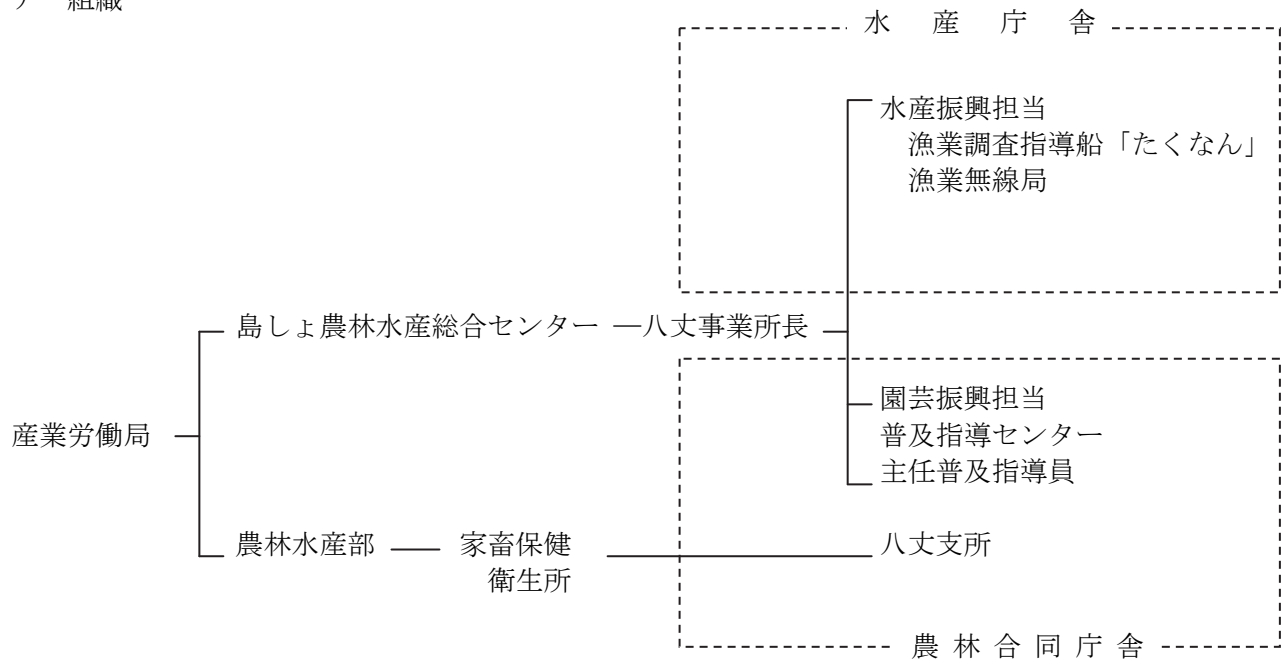 組織
水産庁舎
水産振興担当
漁業調査指導船「たくなん」
漁業無線局
島しょ農林水産総合センター ―八丈事業所長
園芸振興担当
産業労働局
普及指導センター
主任普及指導員
農林水産部
家畜保健
衛生所
八丈支所
農林合同庁舎